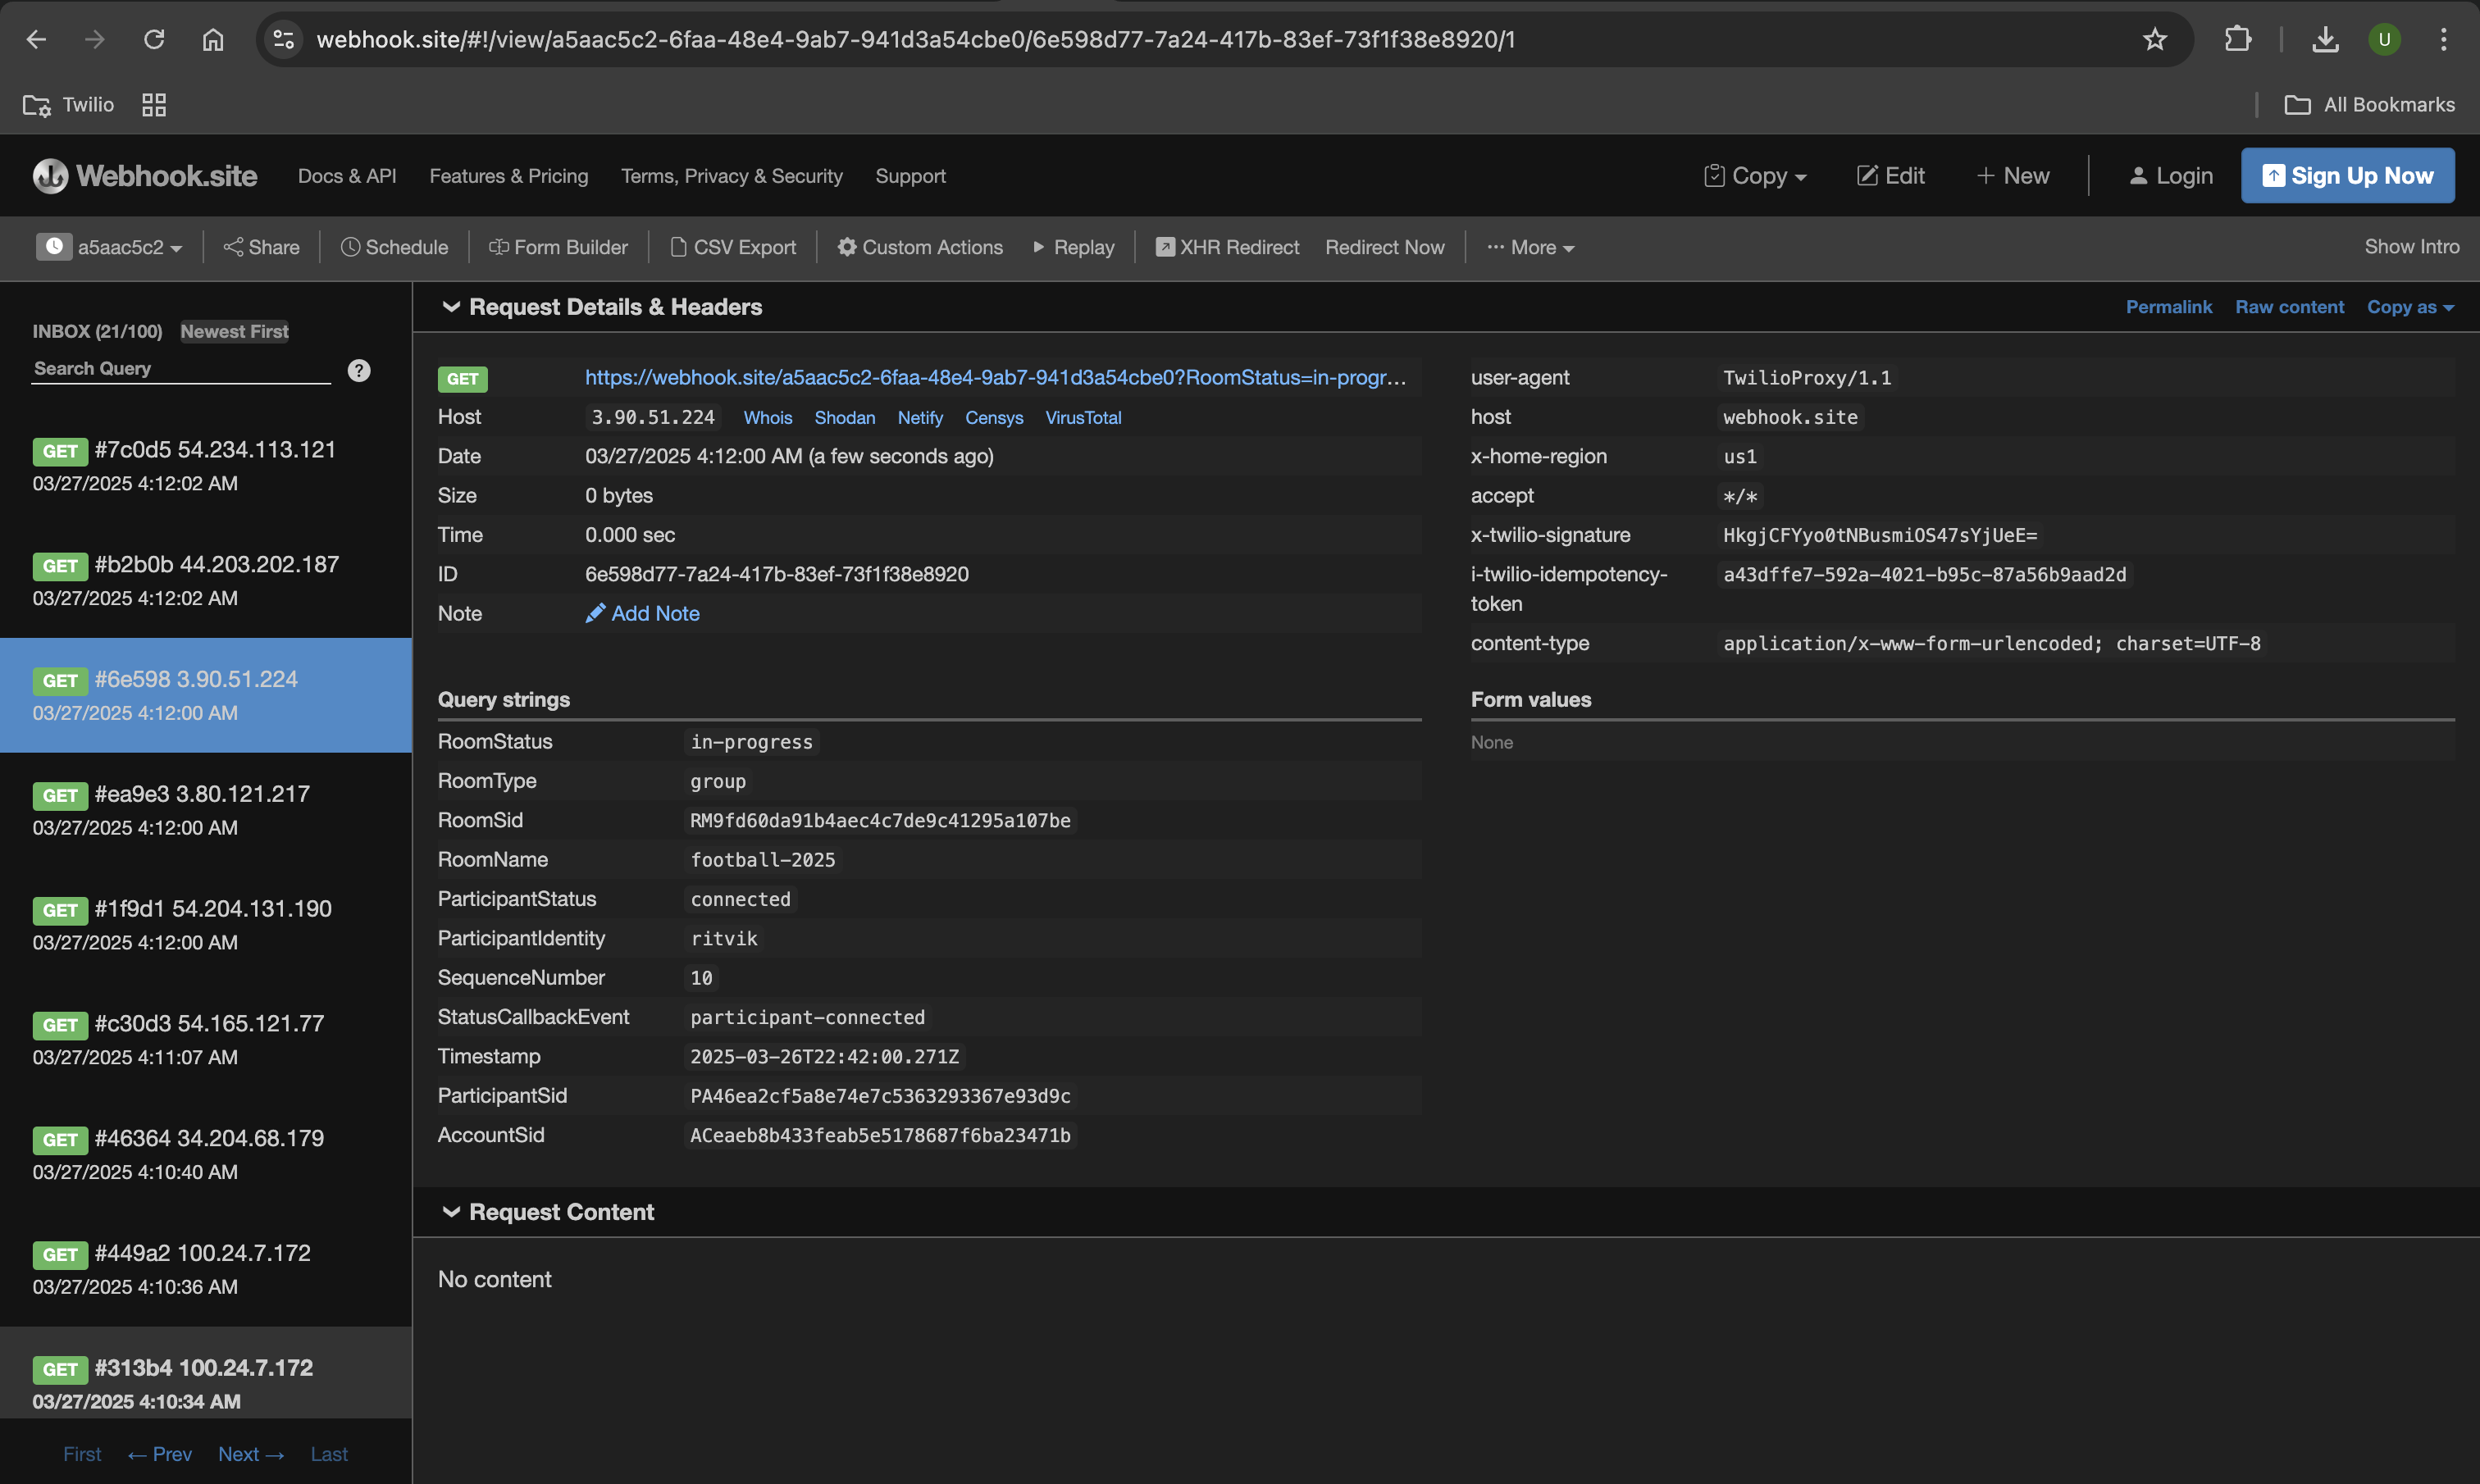 webhook.site/#!/view/a5aac5c2-6faa-48e4-9ab7-941d3a54cbe0/6e598d77-7a24-417b-83ef-73f1f38e8920/1
U
Twilio
All Bookmarks
Webhook.site Docs & API Features & Pricing Terms, Privacy & Security Support Copy Edit + New Login Sign Up Now
a5aac5c2 Share Schedule Form Builder CSV Export Custom Actions Replay XHR Redirect Redirect Now ... More Show Intro
INBOX (21/100) Newest First
Search Query ?
GET #7c0d5 54.234.113.121
03/27/2025 4:12:02 AM
GET #b2b0b 44.203.202.187
03/27/2025 4:12:02 AM
GET #6e598 3.90.51.224
03/27/2025 4:12:00 AM
GET #ea9e3 3.80.121.217
03/27/2025 4:12:00 AM
GET #1f9d1 54.204.131.190
03/27/2025 4:12:00 AM
GET #c30d3 54.165.121.77
03/27/2025 4:11:07 AM
GET #46364 34.204.68.179
03/27/2025 4:10:40 AM
GET #449a2 100.24.7.172
03/27/2025 4:10:36 AM
GET #313b4 100.24.7.172
03/27/2025 4:10:34 AM
First ← Prev Next → Last
Request Details & Headers Permalink Raw content Copy as
GET https://webhook.site/a5aac5c2-6faa-48e4-9ab7-941d3a54cbe0?RoomStatus=in-progr...
Host 3.90.51.224 Whois Shodan Netify Censys VirusTotal
Date 03/27/2025 4:12:00 AM (a few seconds ago)
Size 0 bytes
Time 0.000 sec
ID 6e598d77-7a24-417b-83ef-73f1f38e8920
Note Add Note
user-agent TwilioProxy/1.1
host webhook.site
x-home-region us1
accept */*
x-twilio-signature HkgjCFYyo0tNBusmiOS47sYjUeE=
i-twilio-idempotency-
token a43dffe7-592a-4021-b95c-87a56b9aad2d
content-type application/x-www-form-urlencoded; charset=UTF-8
Query strings
RoomStatus in-progress
RoomType group
RoomSid RM9fd60da91b4aec4c7de9c41295a107be
RoomName football-2025
ParticipantStatus connected
ParticipantIdentity ritvik
SequenceNumber 10
StatusCallbackEvent participant-connected
Timestamp 2025-03-26T22:42:00.271Z
ParticipantSid PA46ea2cf5a8e74e7c5363293367e93d9c
AccountSid ACeaeb8b433feab5e5178687f6ba23471b
Form values
None
Request Content
No content